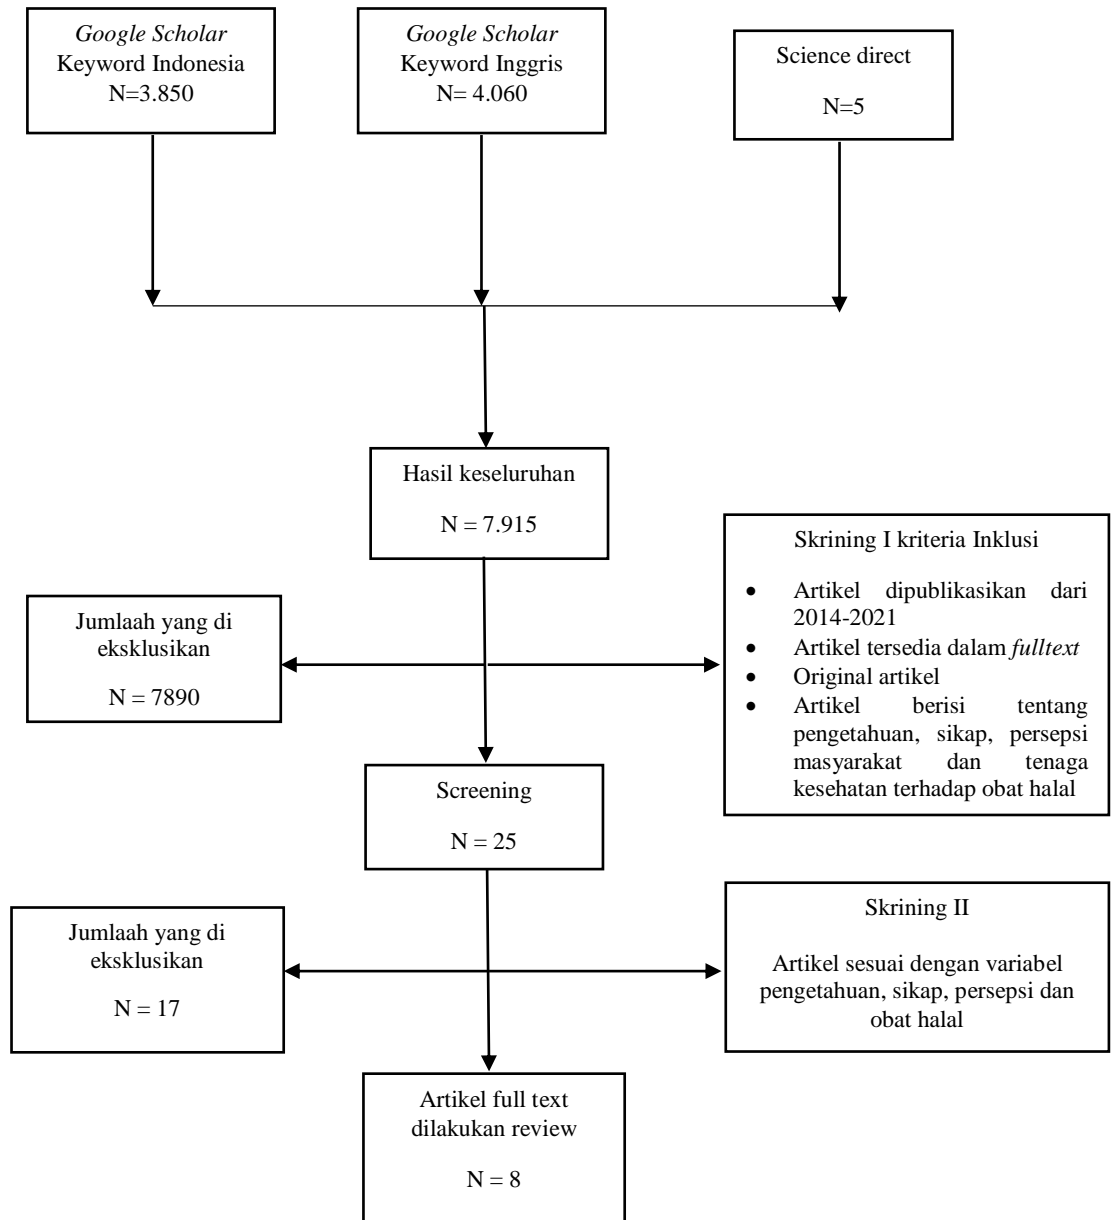 Google Scholar
Keyword Indonesia
N=3.850
Google Scholar
Keyword Inggris
N= 4.060
Science direct
N=5
Hasil keseluruhan
N = 7.915
Skrining I kriteria Inklusi
• Artikel dipublikasikan dari
2014-2021
• Artikel tersedia dalam fulltext
• Original artikel
• Artikel berisi tentang
pengetahuan, sikap, persepsi
masyarakat dan tenaga
kesehatan terhadap obat halal
Jumlaah yang di
eksklusikan
N = 7890
Screening
N = 25
Skrining II
Artikel sesuai dengan variabel
pengetahuan, sikap, persepsi dan
obat halal
Jumlaah yang di
eksklusikan
N = 17
Artikel full text
dilakukan review
N = 8